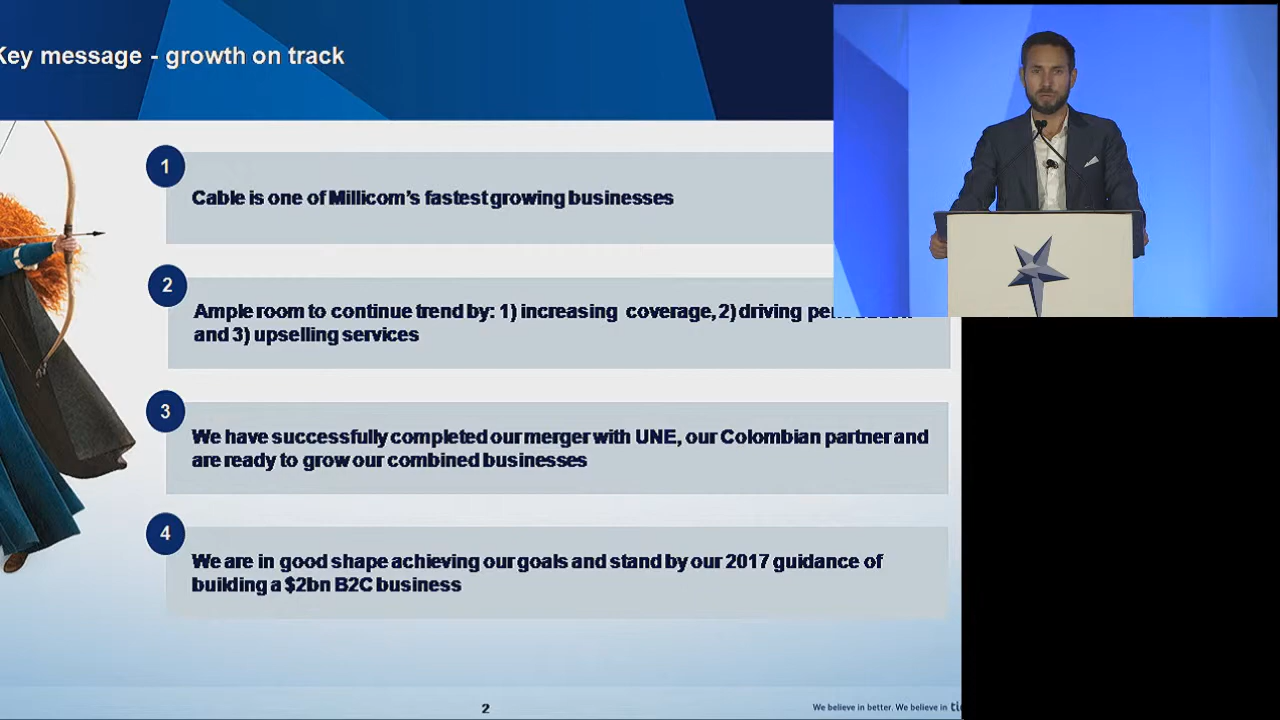 Key message - growth on track
1
Cable is one of Millicom's fastest growing businesses
2
Ample room to continue trend by: 1) increasing coverage, 2) driving
and 3) upselling services
3
We have successfully completed our merger with UNE, our Colombian partner and
are ready to grow our combined businesses
4
We are in good shape achieving our goals and stand by our 2017 guidance of
building a $2bn B2C business
2
We believe in better. We believe in